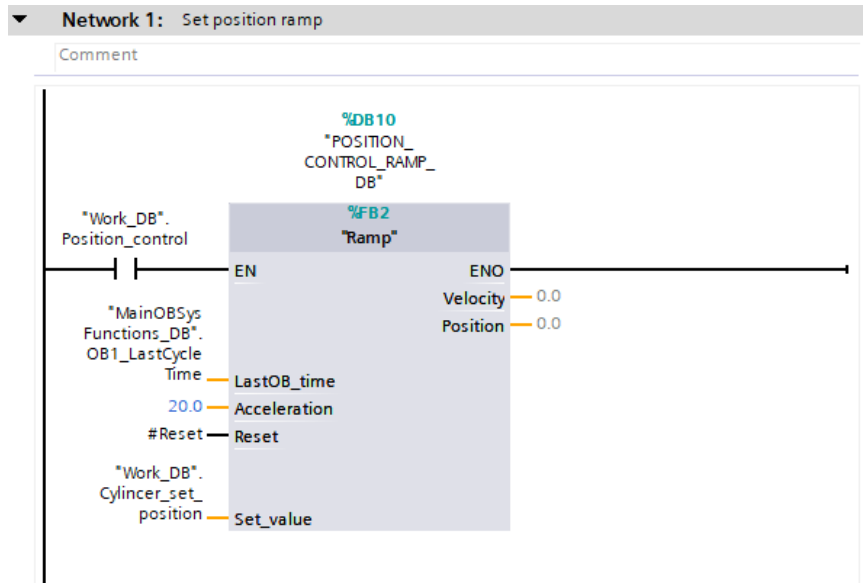 Network 1: Set position ramp
Comment
%DB10
"POSITION_
CONTROL_RAMP_
DB"
"Work_DB".
Position_control
%FB2
"Ramp"
EN
ENO
Velocity
0.0
Position
0.0
"MainOBSys
Functions_DB".
OB1_LastCycle
Time
LastOB_time
20.0
Acceleration
#Reset
Reset
"Work_DB".
Cylincer_set_
position
Set_value